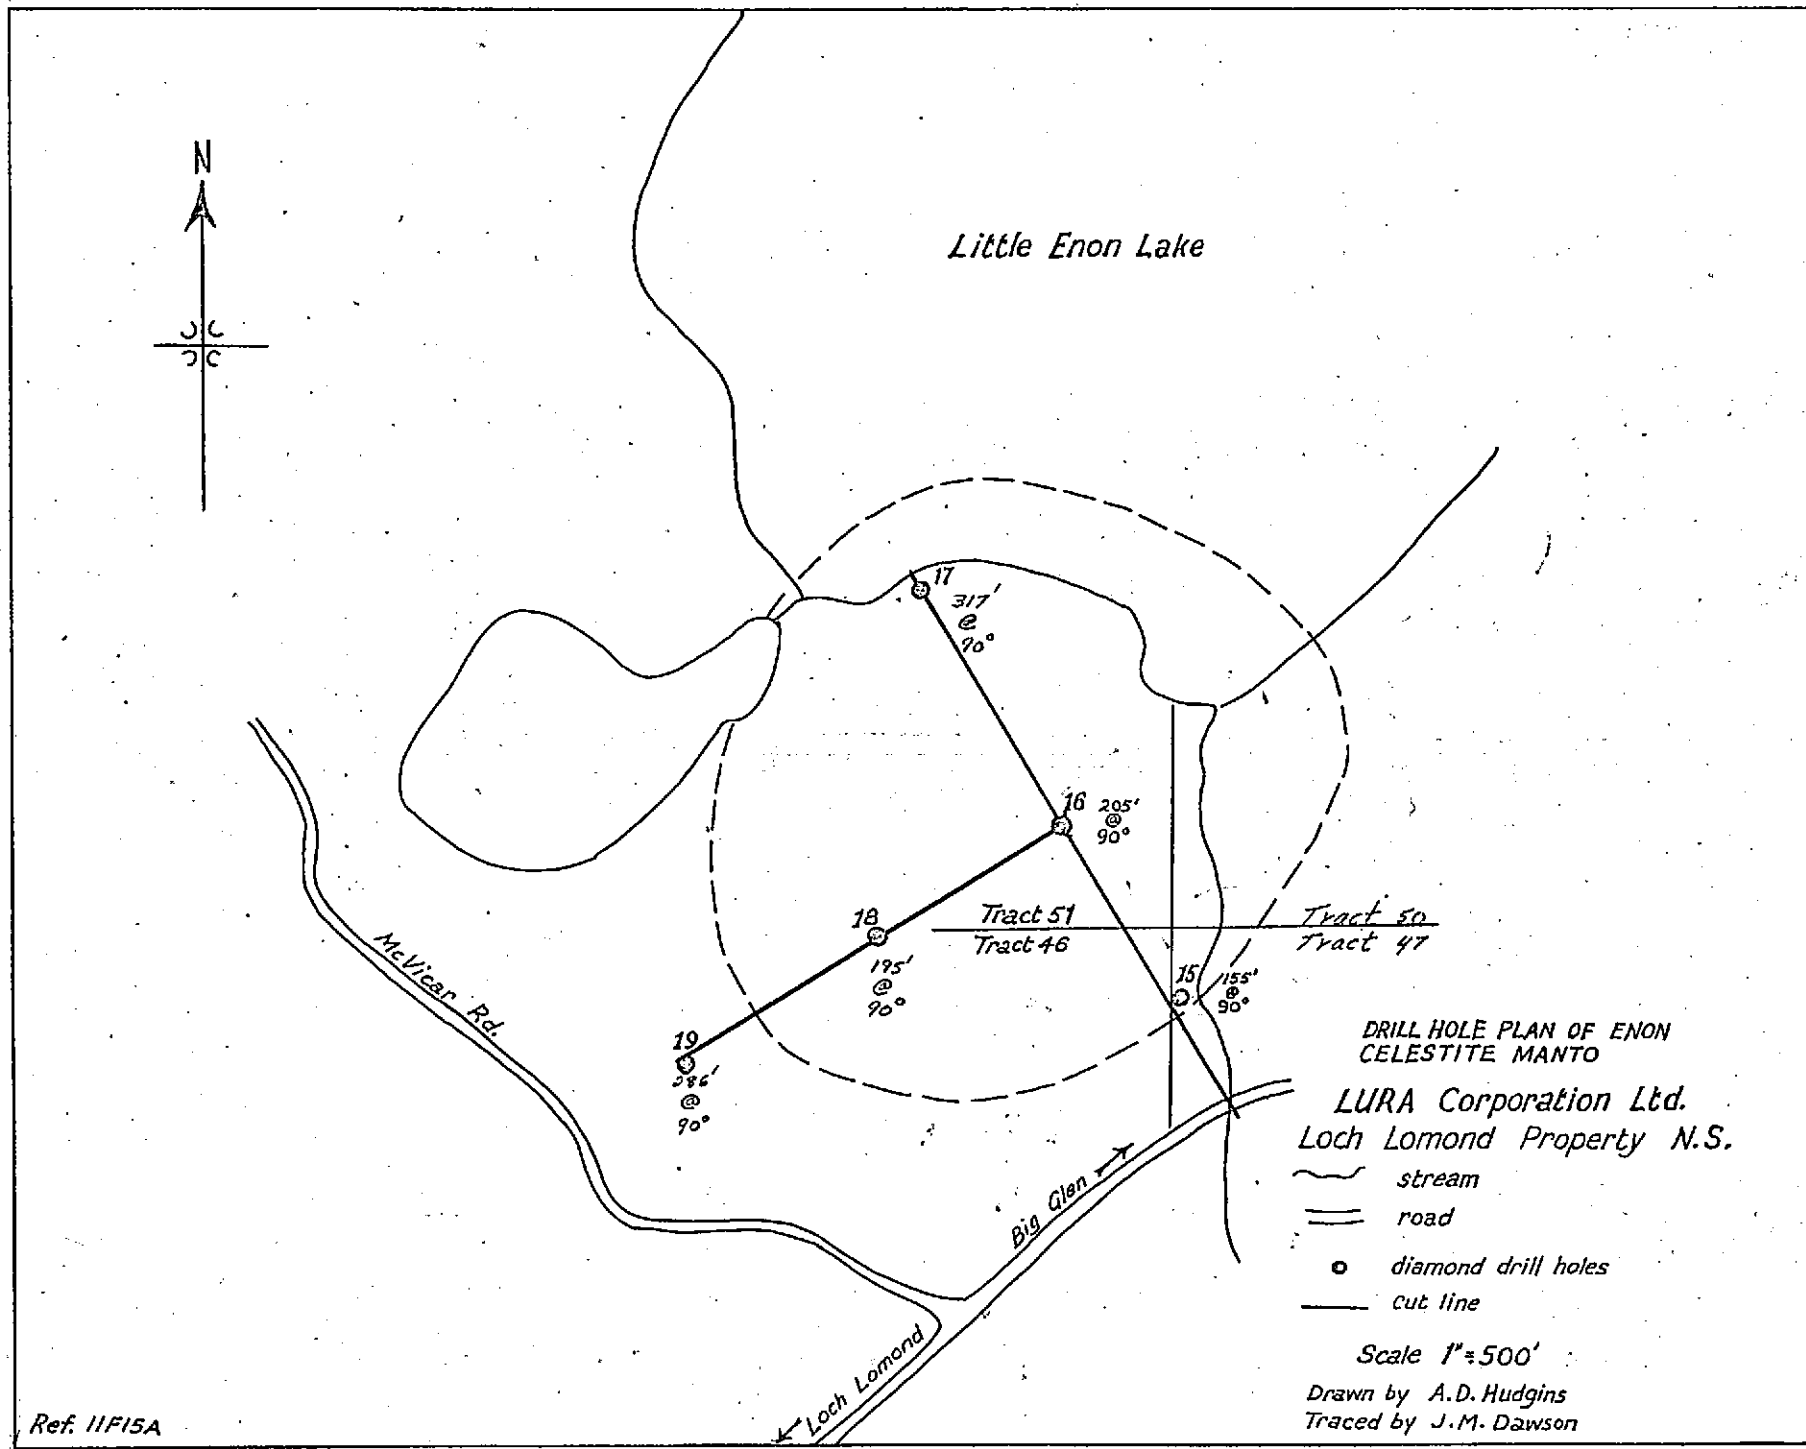 N
Little Enon Lake
17
317'
@
90°
16
205'
@
90°
18
195'
@
90°
Tract 51
Tract 46
Tract 50
Tract 47
15
155'
@
90°
19
286'
@
90°
McVicar Rd.
Big Glen
Loch Lomond
DRILL HOLE PLAN OF ENON
CELESTITE MANTO
LURA Corporation Ltd.
Loch Lomond Property N.S.
stream
road
diamond drill holes
cut line
Scale 1"=500'
Drawn by A.D. Hudgins
Traced by J.M. Dawson
Ref. 11F15A